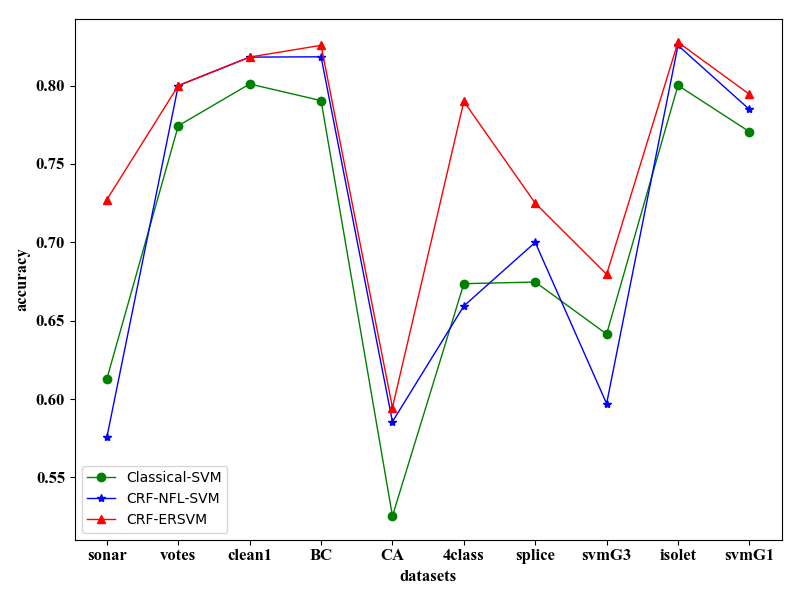 accuracy
0.80
0.75
0.70
0.65
0.60
0.55
Classical-SVM
CRF-NFL-SVM
CRF-ERSVM
sonar votes clean1 BC CA 4class splice svmG3 isolet svmG1
datasets